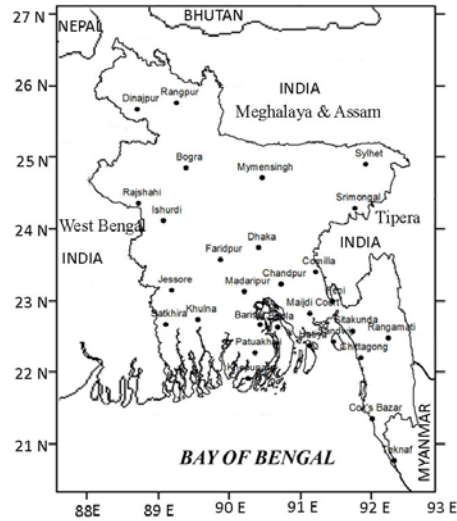 27 N
BHUTAN
NEPAL
26 N
INDIA
Rangpur
Dinajpur
Meghalaya & Assam
25 N
Bogra
Sylhet
Mymensingh
Rajshahi
Srimongal
Ishurdi
24 N
West Bengal
Tipera
Dhaka
INDIA
INDIA
Faridpur
Comilla
Jessore
Madaripur
Chandpur
23 N
Maijdi Court
Satkhira
Khulna
Sitakunda
Rangamati
Patuakhali
Chittagong
22 N
Cox's Bazar
21 N
BAY OF BENGAL
Teknaf
MYANMAR
88E
89 E
90 E
91 E
92 E
93 E